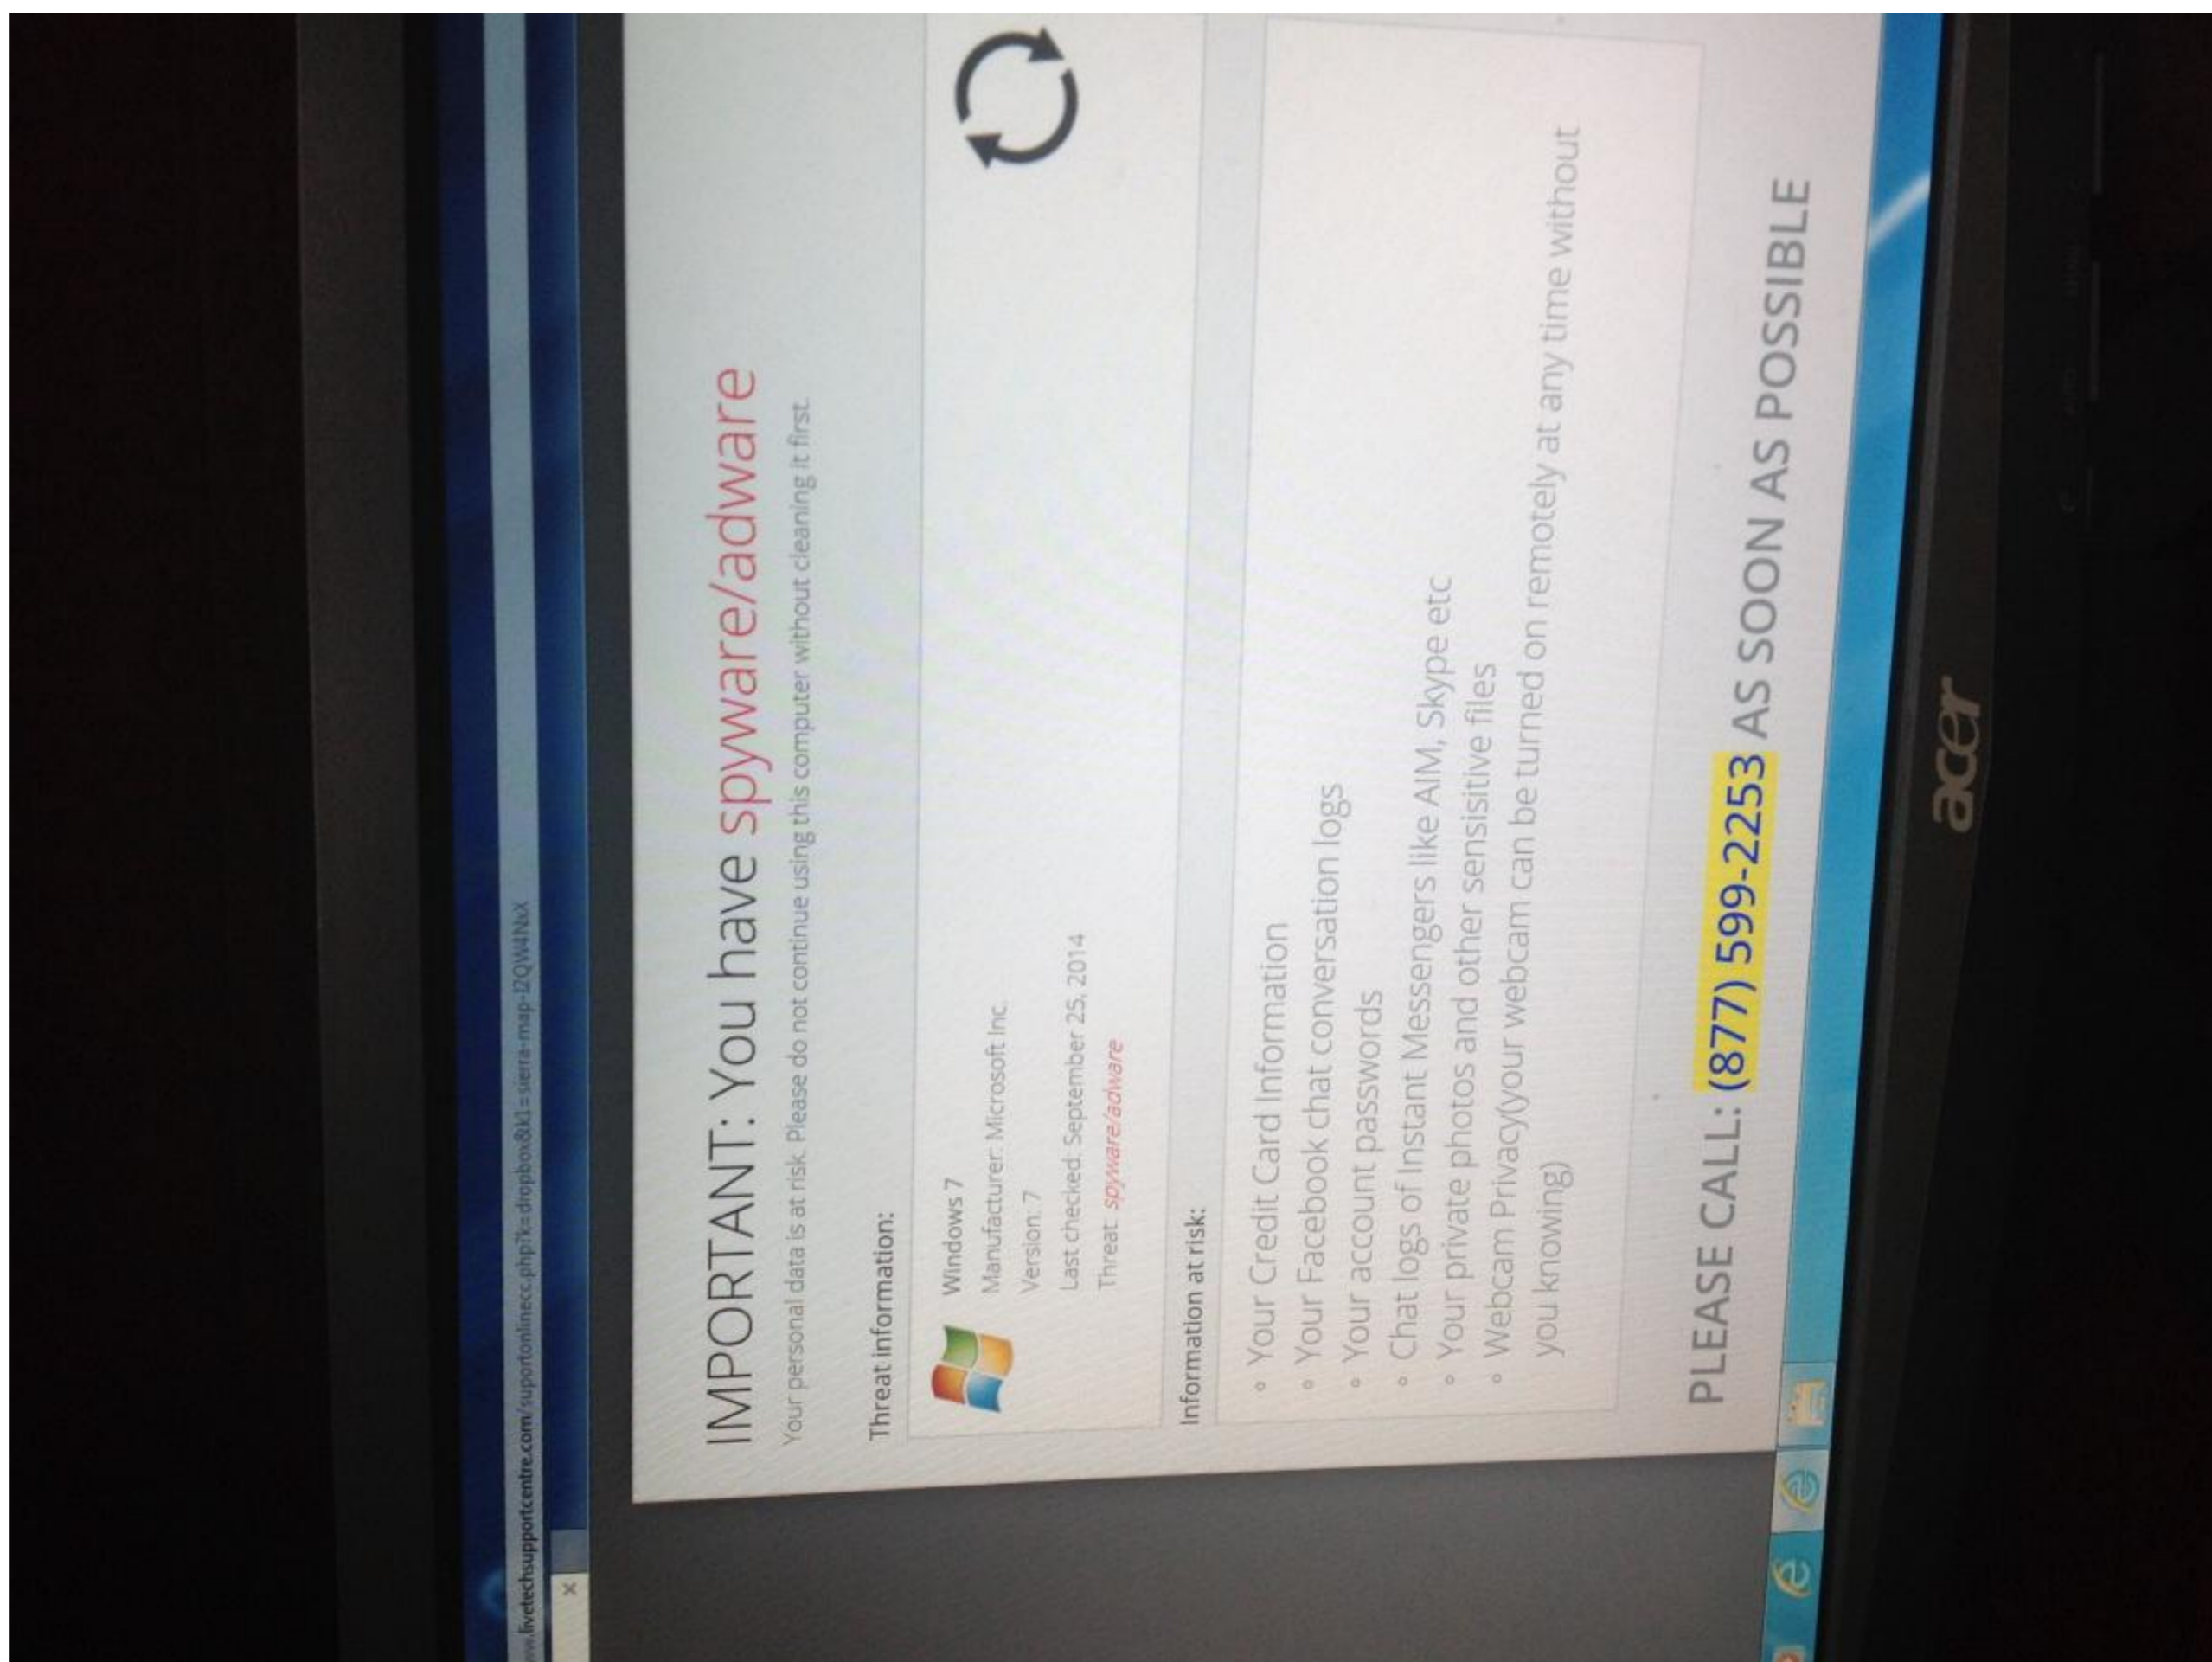 www.livetechsupportcentre.com/suportonlinecc.php?k=dropbox&k1=sierra-map-I2QW4NxX
IMPORTANT: You have spyware/adware
Your personal data is at risk. Please do not continue using this computer without cleaning it first.
Threat information:
Windows 7
Manufacturer: Microsoft Inc.
Version: 7
Last checked: September 25, 2014
Threat: spyware/adware
Information at risk:
Your Credit Card Information
Your Facebook chat conversation logs
Your account passwords
Chat logs of Instant Messengers like AIM, Skype etc
Your private photos and other sensisitive files
Webcam Privacy(your webcam can be turned on remotely at any time without
you knowing)
PLEASE CALL: (877) 599-2253 AS SOON AS POSSIBLE
acer